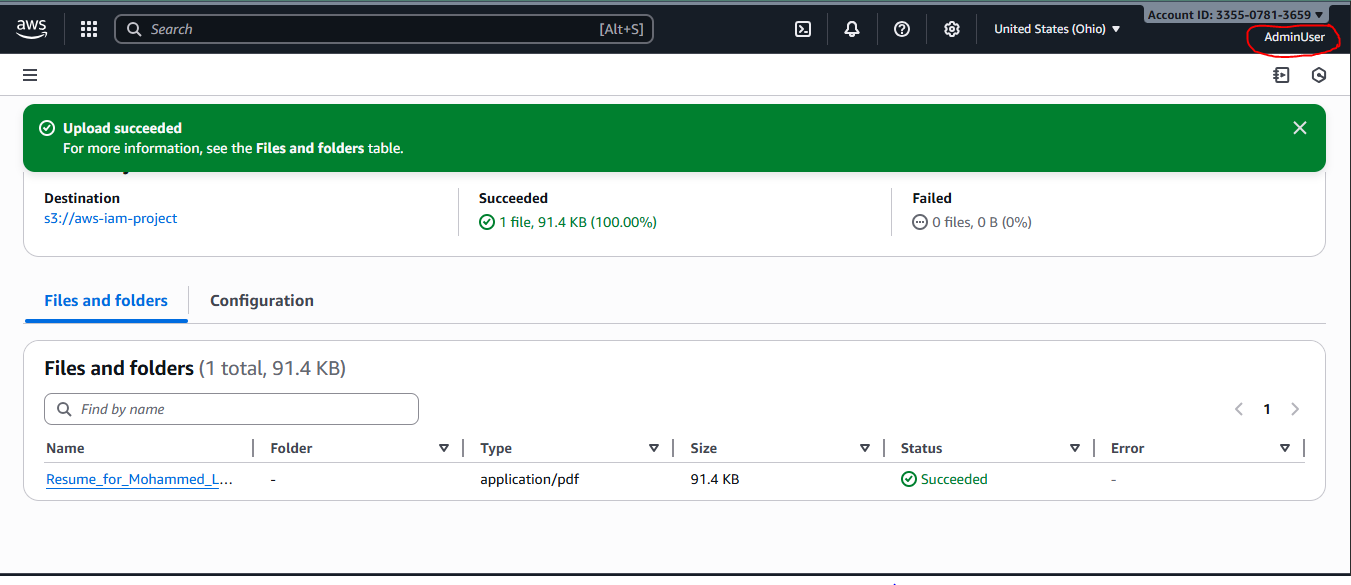 aws
Search [Alt+S]
United States (Ohio)
Account ID: 3355-0781-3659
AdminUser
Upload succeeded
For more information, see the Files and folders table.
Destination
s3://aws-iam-project
Succeeded
1 file, 91.4 KB (100.00%)
Failed
0 files, 0 B (0%)
Files and folders Configuration
Files and folders (1 total, 91.4 KB)
Find by name
1
Name Folder Type Size Status Error
Resume_for_Mohammed_L... - application/pdf 91.4 KB Succeeded -